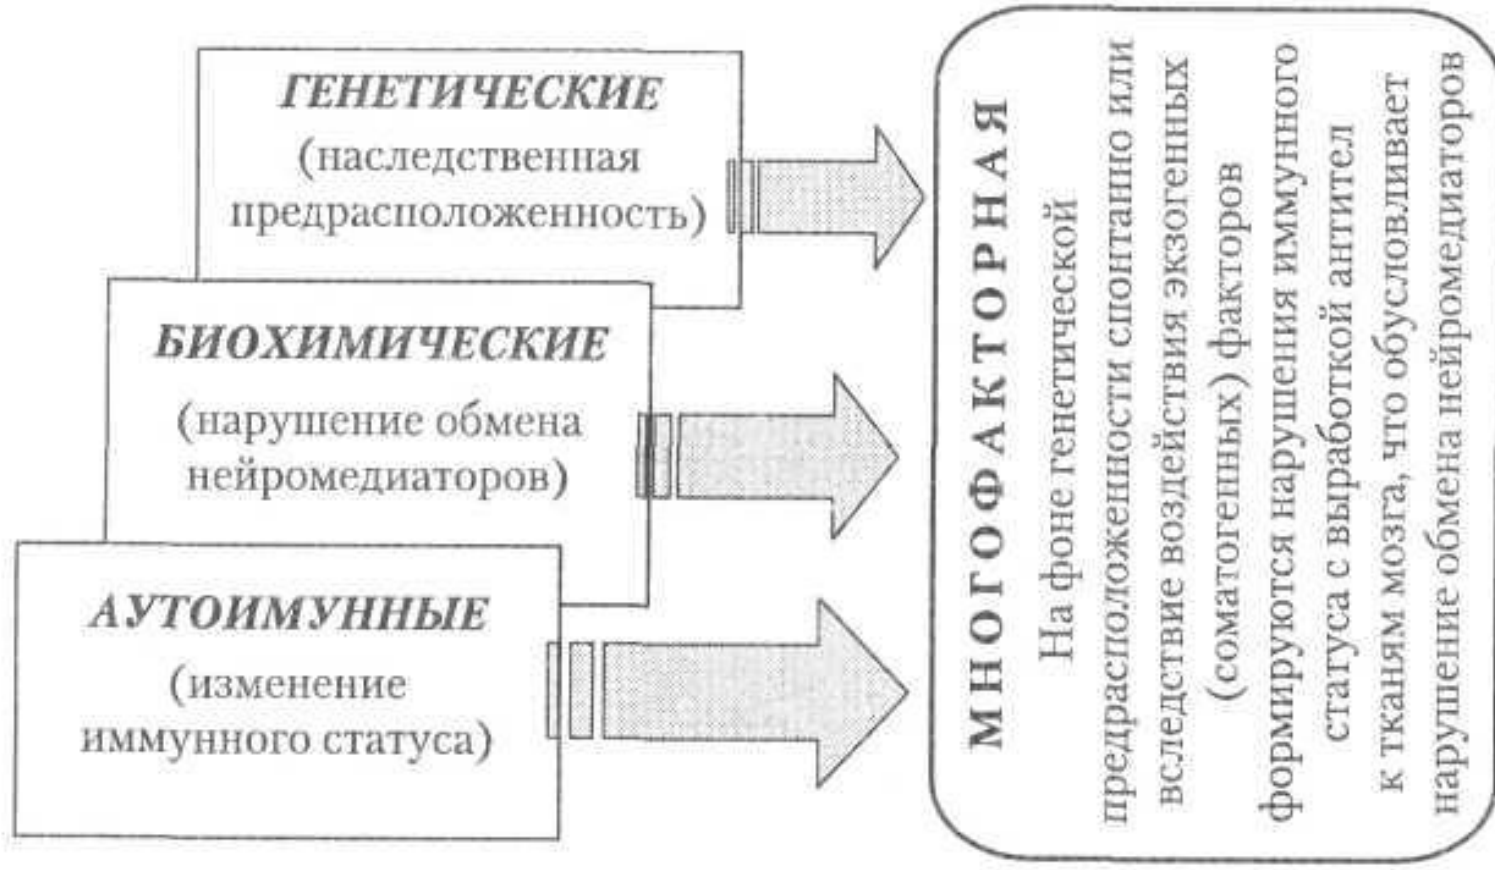 ГЕНЕТИЧЕСКИЕ
(наследственная
предрасположенность)
БИОХИМИЧЕСКИЕ
(нарушение обмена
нейромедиаторов)
АУТОИМУННЫЕ
(изменение
иммунного статуса)
МНОГОФАКТОРНАЯ
На фоне генетической
предрасположенности спонтанно или
вследствие воздействия экзогенных
(соматогенных) факторов
формируются нарушения иммунного
статуса с выработкой антител
к тканям мозга, что обусловливает
нарушение обмена нейромедиаторов